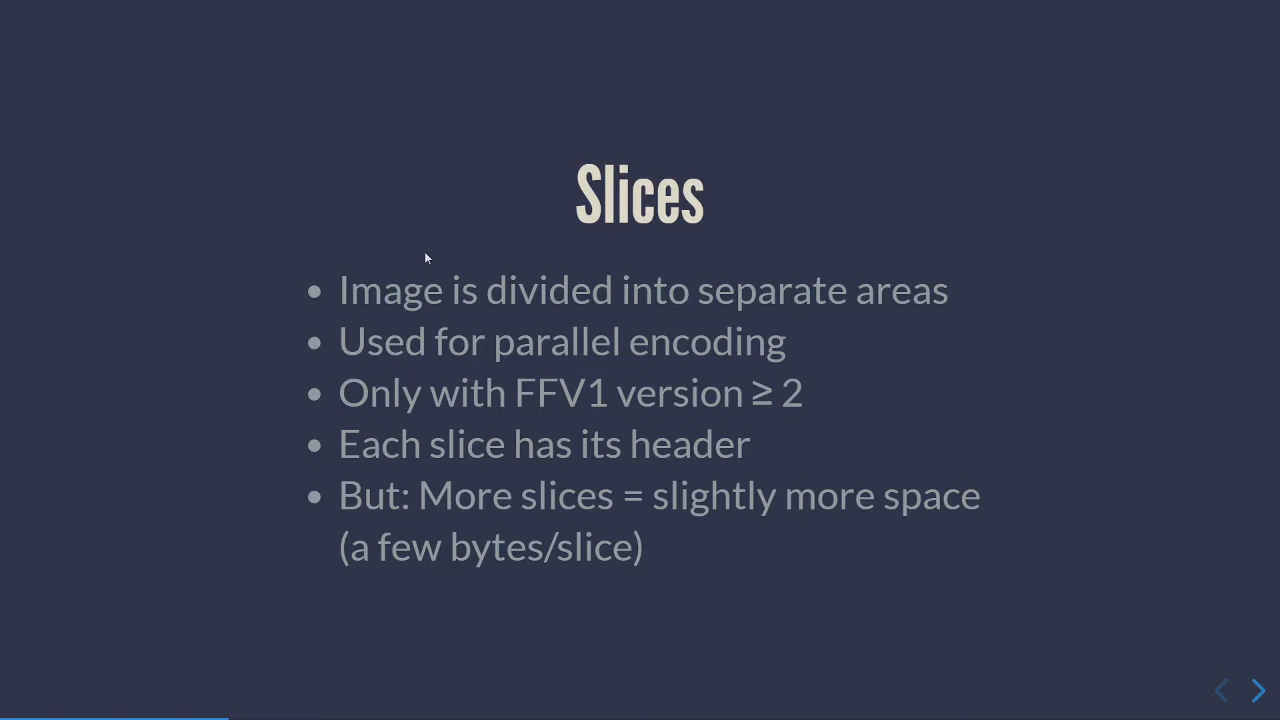 Slices
• Image is divided into separate areas
• Used for parallel encoding
• Only with FFV1 version ≥ 2
• Each slice has its header
• But: More slices = slightly more space
(a few bytes/slice)